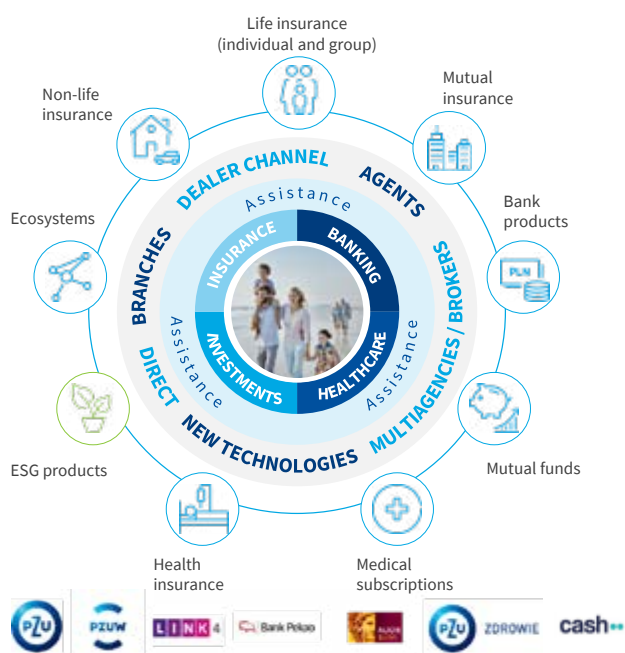 Life insurance
(individual and group)
Mutual
insurance
Non-life
insurance
DEALER CHANNEL
AGENTS
Assistance
Ecosystems
Bank
products
BRANCHES
INSURANCE
BANKING
PLN
MULTIAGENCIES / BROKERS
Assistance
Assistance
DIRECT
INVESTMENTS
HEALTHCARE
NEW TECHNOLOGIES
ESG products
Mutual funds
Health
insurance
Medical
subscriptions
PZU
PZUW
LINK4
Bank Pekao
PZU ZDROWIE
cash